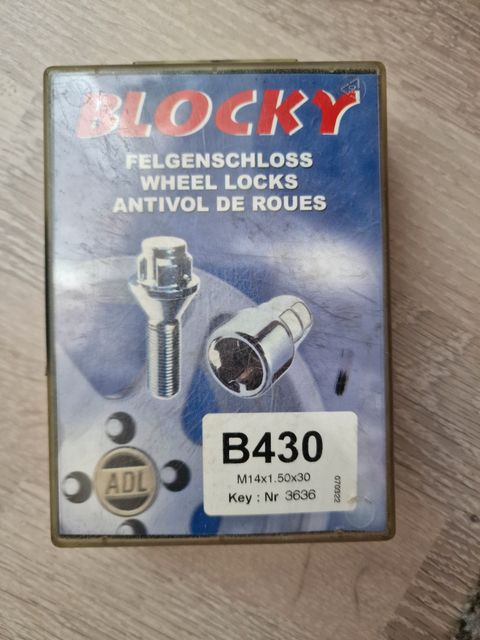 BLOCKY
FELGENSCHLOSS
WHEEL LOCKS
ANTIVOL DE ROUES
ADL
B430
M14x1.50x30
Key : Nr 3636
070922